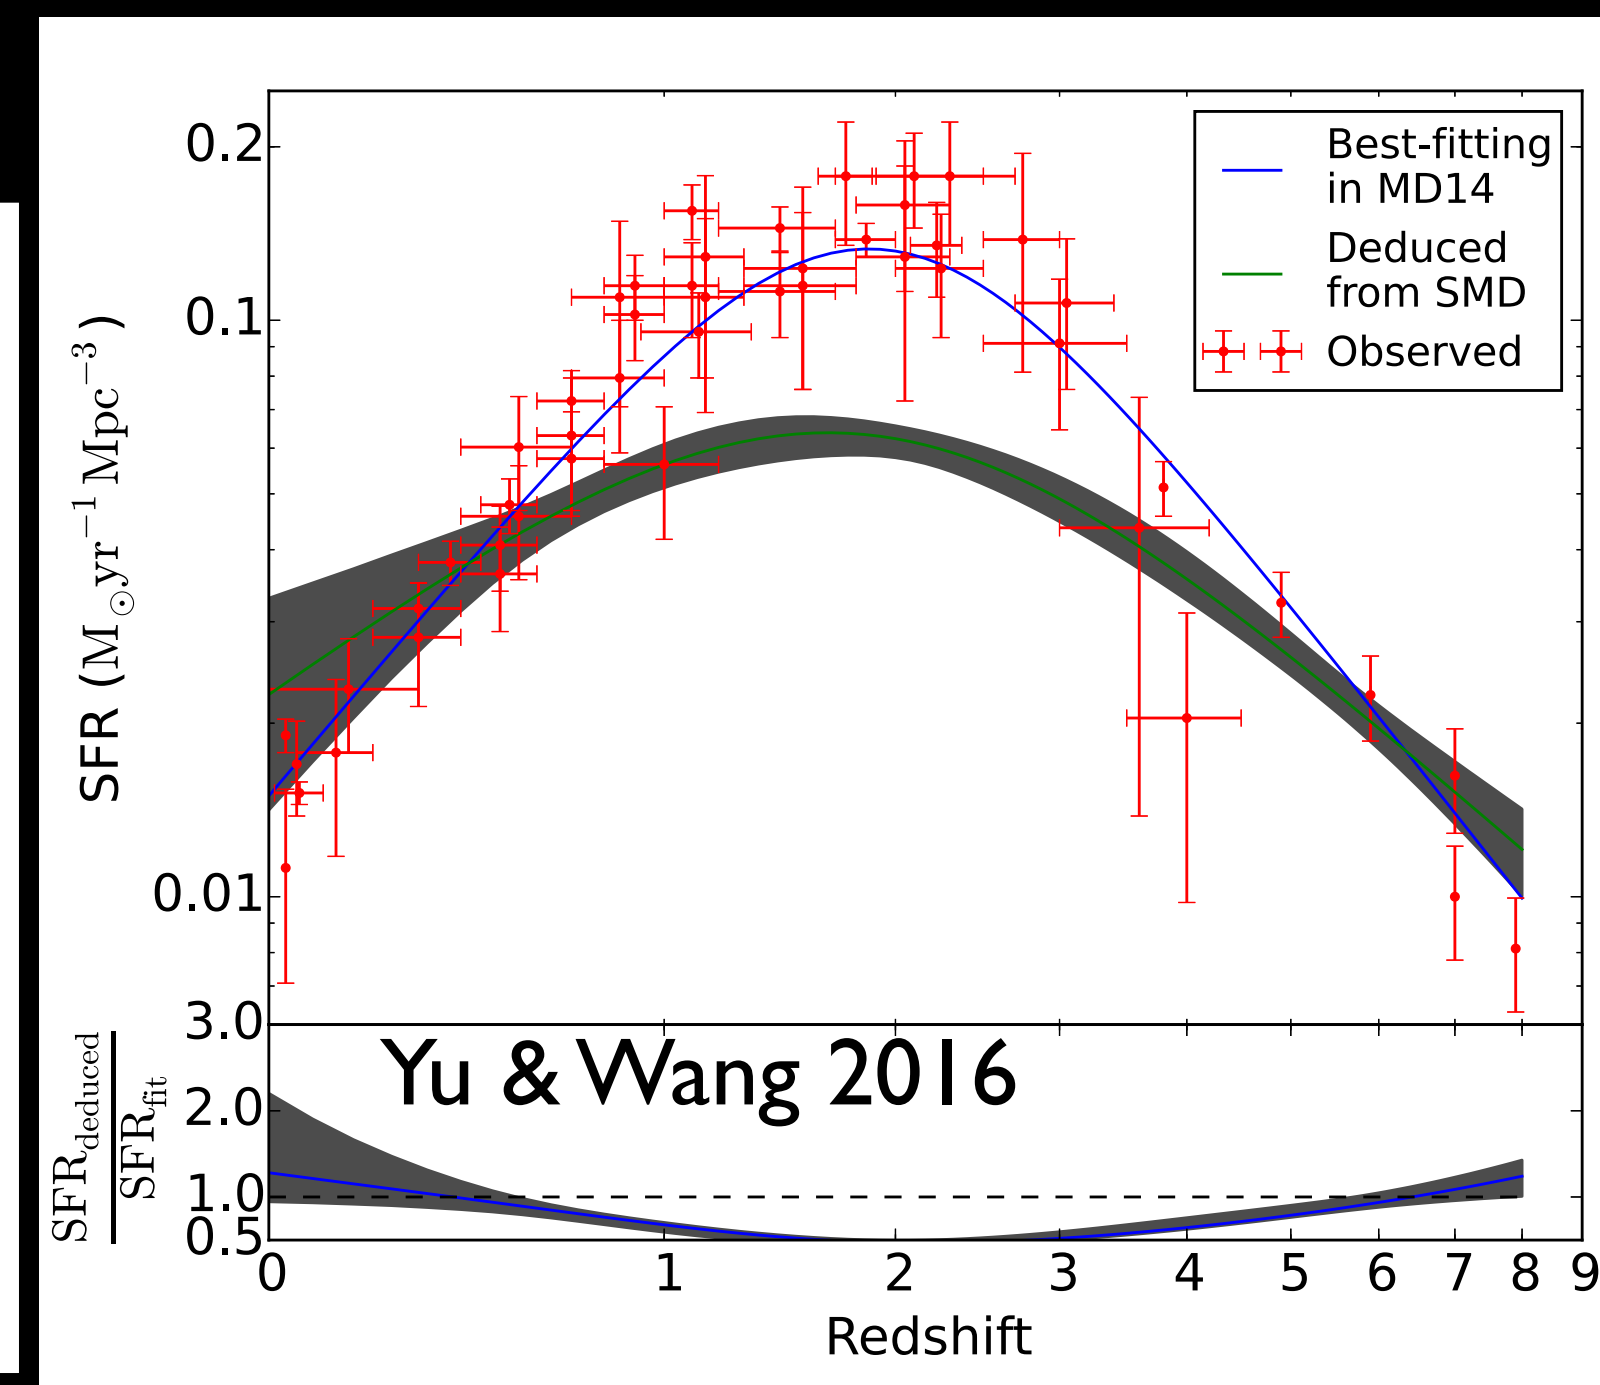 0.2
0.1
0.01
SFR (M⊙yr⁻¹Mpc⁻³)
Best-fitting
in MD14
Deduced
from SMD
Observed
3.0
2.0
1.0
0.5
SFR_deduced
SFR_fit
Yu & Wang 2016
0 1 2 3 4 5 6 7 8 9
Redshift